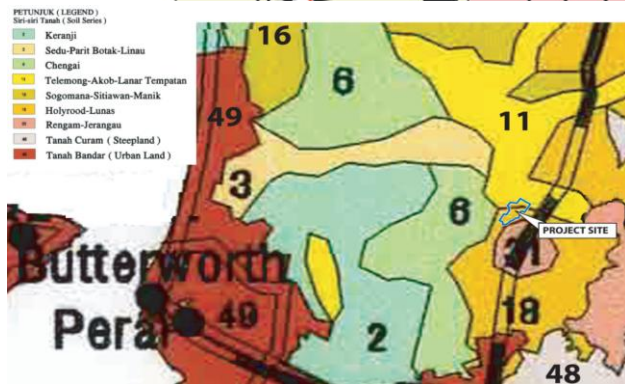 PETUNJUK ( LEGEND )
Siri-siri Tanah ( Soil Series )
Keranji
Sedu-Parit Botak-Linau
Chengai
Telemong-Akob-Lanar Tempatan
Sogomana-Sitiawan-Manik
Holyrood-Lunas
Rengam-Jerangau
Tanah Curam ( Steepland )
Tanah Bandar ( Urban Land )
16
6
49
11
3
6
PROJECT SITE
Butterworth
Perai
49
2
18
48